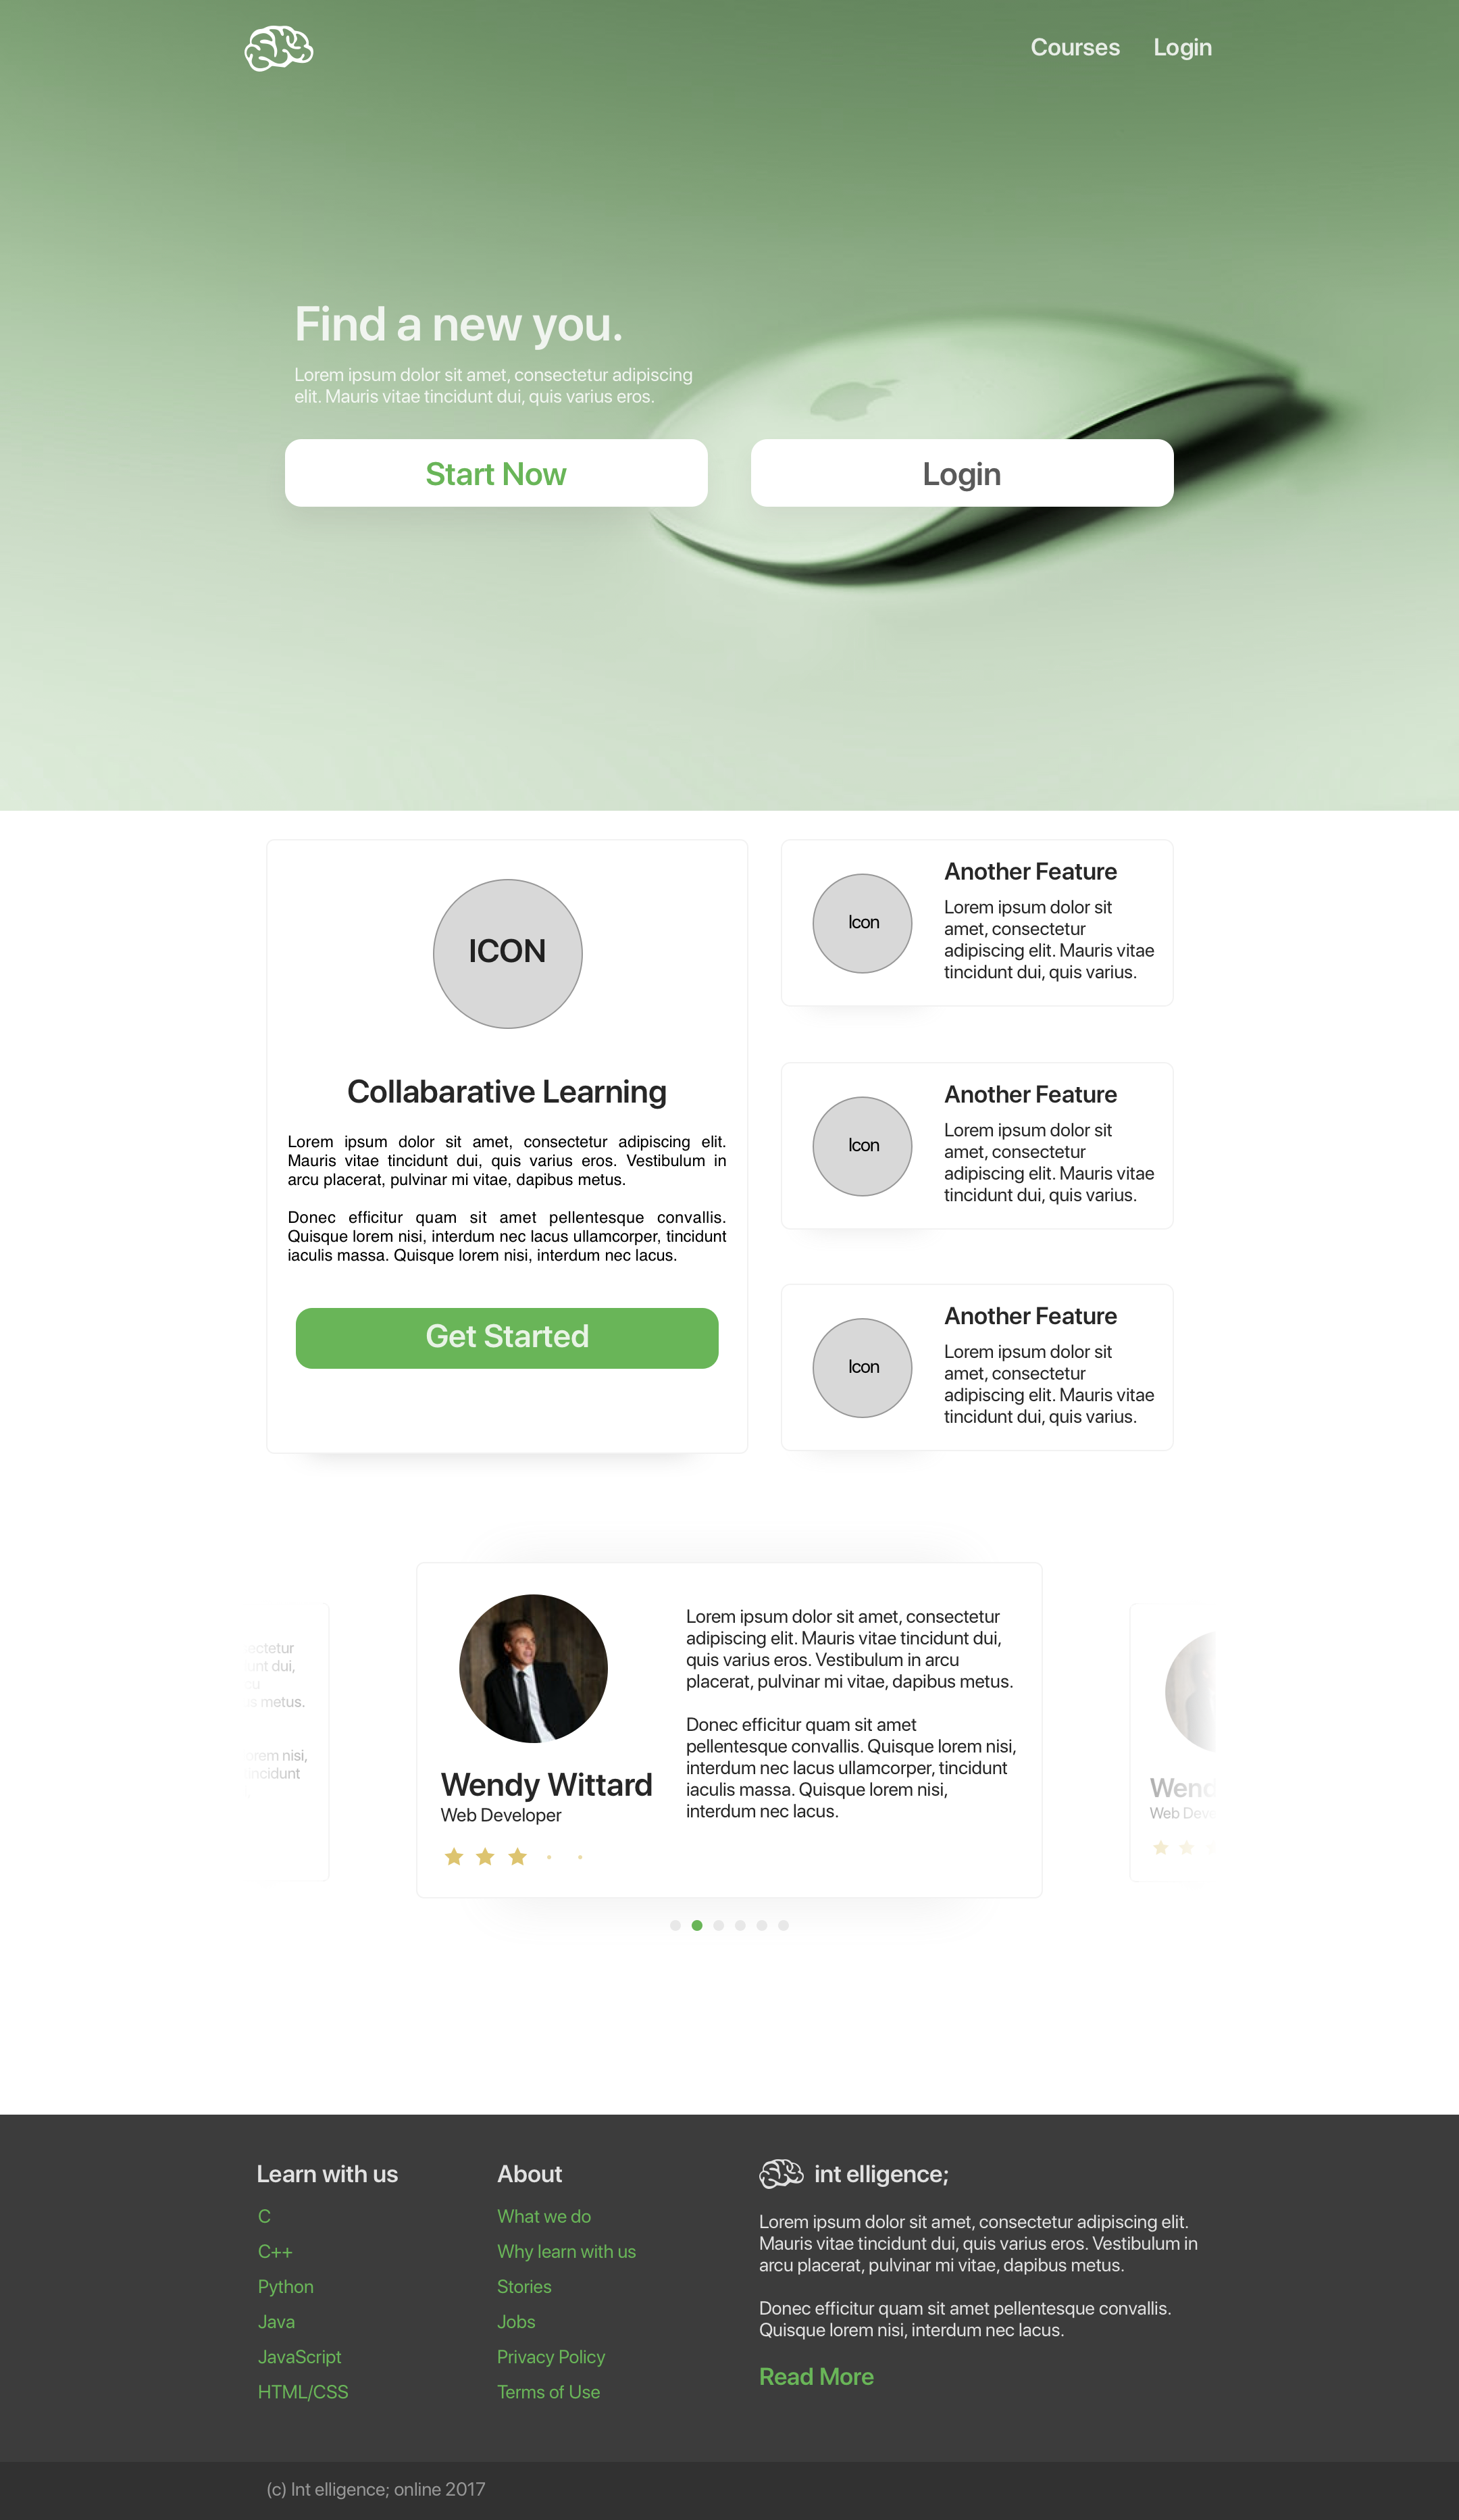 Courses
Login
Find a new you.
Lorem ipsum dolor sit amet, consectetur adipiscing
elit. Mauris vitae tincidunt dui, quis varius eros.
Start Now
Login
ICON
Collabarative Learning
Lorem ipsum dolor sit amet, consectetur adipiscing elit.
Mauris vitae tincidunt dui, quis varius eros. Vestibulum in
arcu placerat, pulvinar mi vitae, dapibus metus.
Donec efficitur quam sit amet pellentesque convallis.
Quisque lorem nisi, interdum nec lacus ullamcorper, tincidunt
iaculis massa. Quisque lorem nisi, interdum nec lacus.
Get Started
Icon
Another Feature
Lorem ipsum dolor sit
amet, consectetur
adipiscing elit. Mauris vitae
tincidunt dui, quis varius.
Icon
Another Feature
Lorem ipsum dolor sit
amet, consectetur
adipiscing elit. Mauris vitae
tincidunt dui, quis varius.
Icon
Another Feature
Lorem ipsum dolor sit
amet, consectetur
adipiscing elit. Mauris vitae
tincidunt dui, quis varius.
dui,
metus.
nisi,
Wendy Wittard
Web Developer
Lorem ipsum dolor sit amet, consectetur
adipiscing elit. Mauris vitae tincidunt dui,
quis varius eros. Vestibulum in arcu
placerat, pulvinar mi vitae, dapibus metus.
Donec efficitur quam sit amet
pellentesque convallis. Quisque lorem nisi,
interdum nec lacus ullamcorper, tincidunt
iaculis massa. Quisque lorem nisi,
interdum nec lacus.
Wend
Web Deve
Learn with us
C
C++
Python
Java
JavaScript
HTML/CSS
About
What we do
Why learn with us
Stories
Jobs
Privacy Policy
Terms of Use
int elligence;
Lorem ipsum dolor sit amet, consectetur adipiscing elit.
Mauris vitae tincidunt dui, quis varius eros. Vestibulum in
arcu placerat, pulvinar mi vitae, dapibus metus.
Donec efficitur quam sit amet pellentesque convallis.
Quisque lorem nisi, interdum nec lacus.
Read More
(c) Int elligence; online 2017